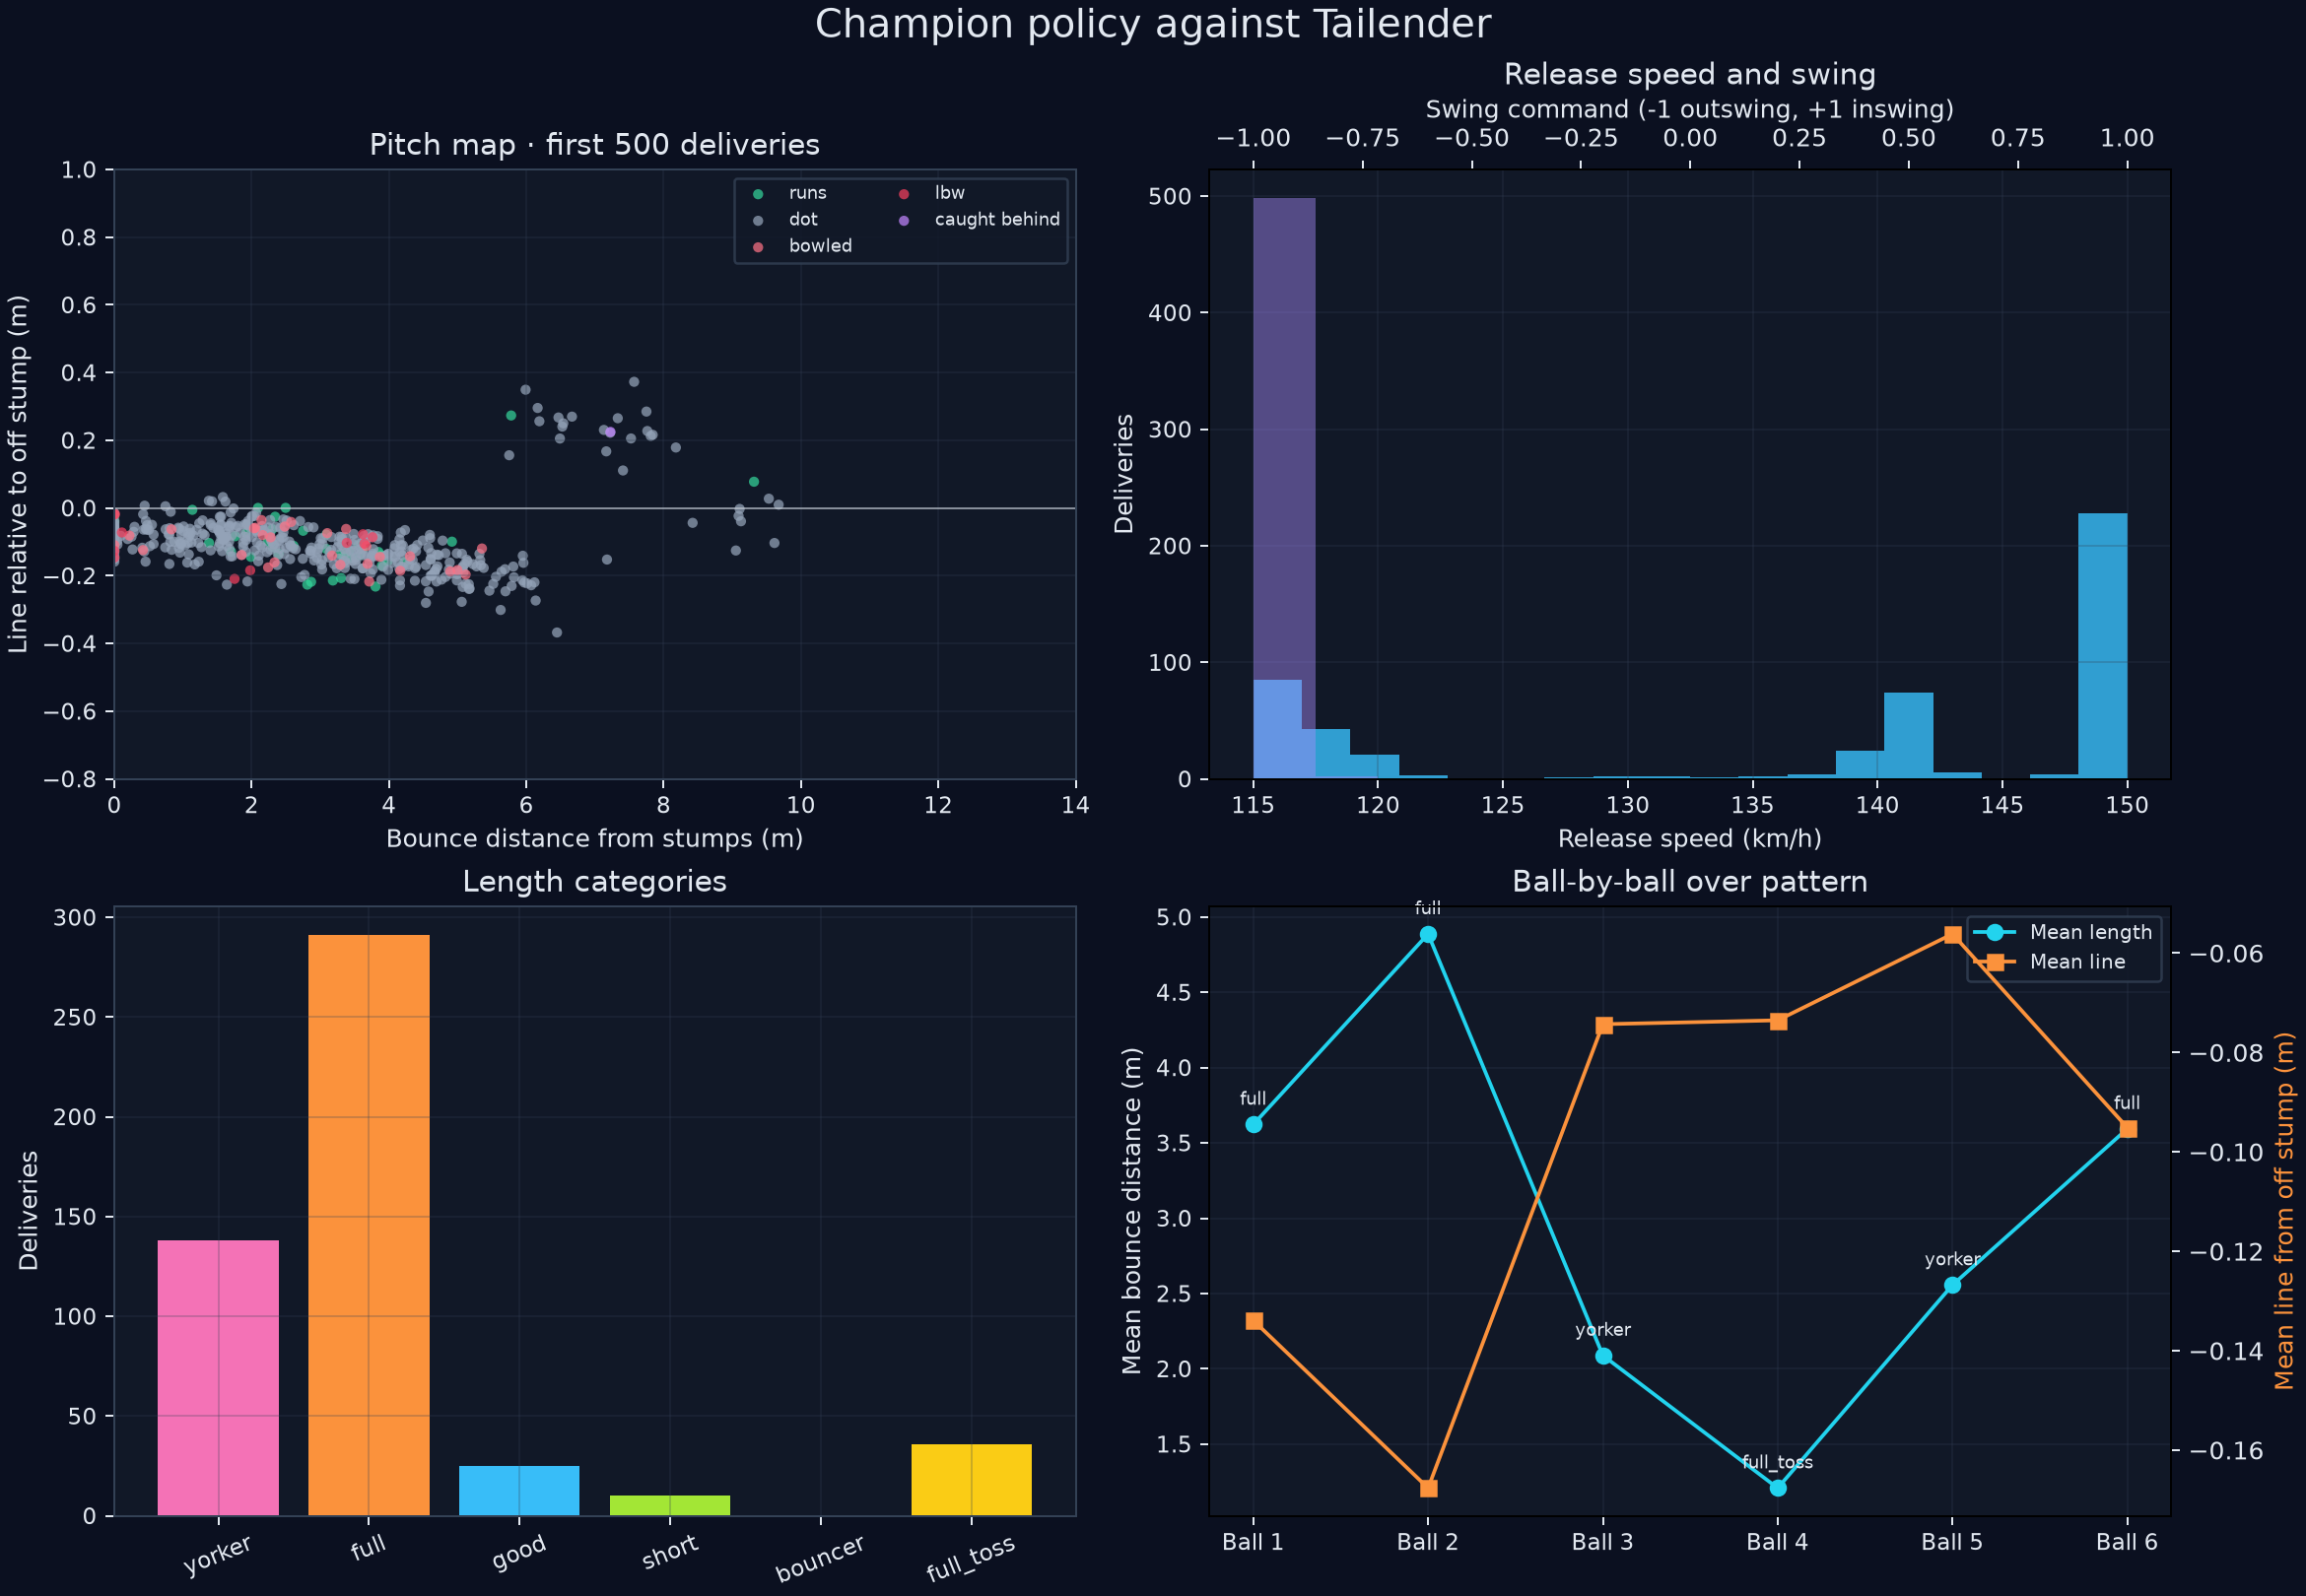 Champion policy against Tailender
Pitch map · first 500 deliveries
1.0
0.8
0.6
0.4
0.2
0.0
−0.2
−0.4
−0.6
−0.8
Line relative to off stump (m)
runs
dot
bowled
lbw
caught behind
0 2 4 6 8 10 12 14
Bounce distance from stumps (m)
Release speed and swing
Swing command (-1 outswing, +1 inswing)
−1.00 −0.75 −0.50 −0.25 0.00 0.25 0.50 0.75 1.00
500
400
300
200
100
0
Deliveries
115 120 125 130 135 140 145 150
Release speed (km/h)
Length categories
300
250
200
150
100
50
0
Deliveries
yorker full good short bouncer full_toss
Ball-by-ball over pattern
5.0
4.5
4.0
3.5
3.0
2.5
2.0
1.5
Mean bounce distance (m)
full
full
yorker
full_toss
yorker
full
Mean length
Mean line
−0.06
−0.08
−0.10
−0.12
−0.14
−0.16
Mean line from off stump (m)
Ball 1 Ball 2 Ball 3 Ball 4 Ball 5 Ball 6